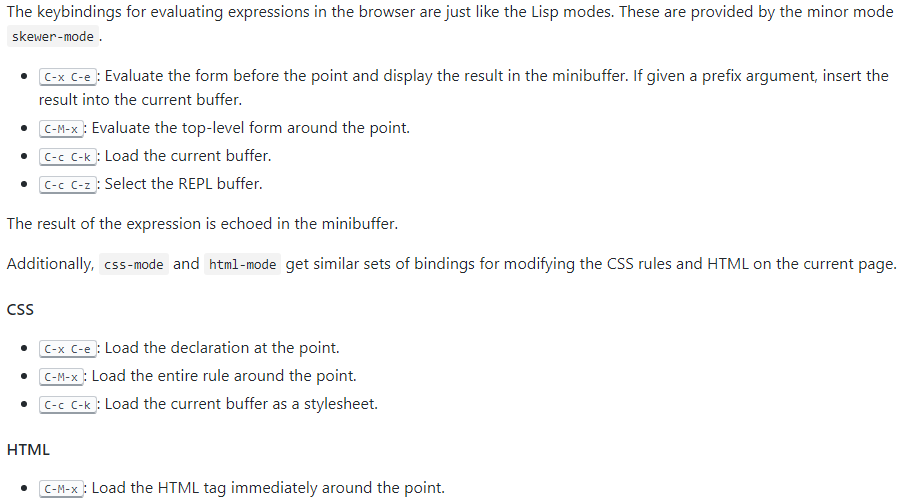 The keybindings for evaluating expressions in the browser are just like the Lisp modes. These are provided by the minor mode
skewer-mode .
• C-x C-e: Evaluate the form before the point and display the result in the minibuffer. If given a prefix argument, insert the
result into the current buffer.
• C-M-x: Evaluate the top-level form around the point.
• C-c C-k: Load the current buffer.
• C-c C-z: Select the REPL buffer.
The result of the expression is echoed in the minibuffer.
Additionally, css-mode and html-mode get similar sets of bindings for modifying the CSS rules and HTML on the current page.
CSS
• C-x C-e: Load the declaration at the point.
• C-M-x: Load the entire rule around the point.
• C-c C-k: Load the current buffer as a stylesheet.
HTML
• C-M-x: Load the HTML tag immediately around the point.